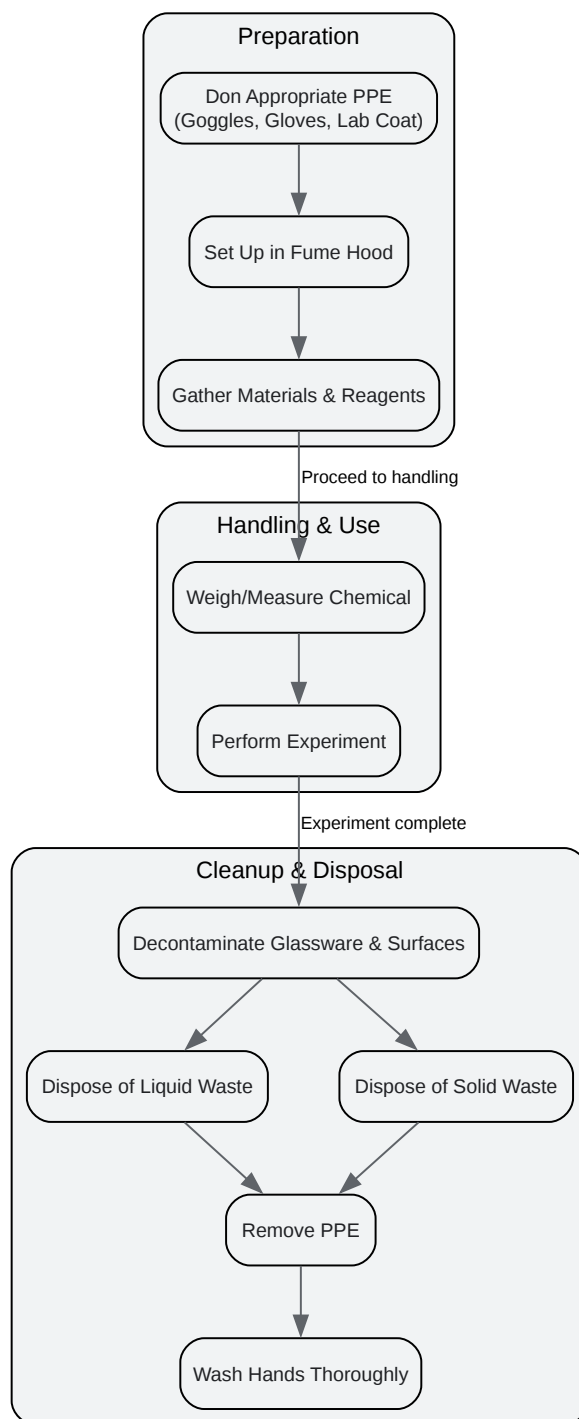 Preparation
Don Appropriate PPE
(Goggles, Gloves, Lab Coat)
Set Up in Fume Hood
Gather Materials & Reagents
Proceed to handling
Handling & Use
Weigh/Measure Chemical
Perform Experiment
Experiment complete
Cleanup & Disposal
Decontaminate Glassware & Surfaces
Dispose of Liquid Waste
Dispose of Solid Waste
Remove PPE
Wash Hands Thoroughly